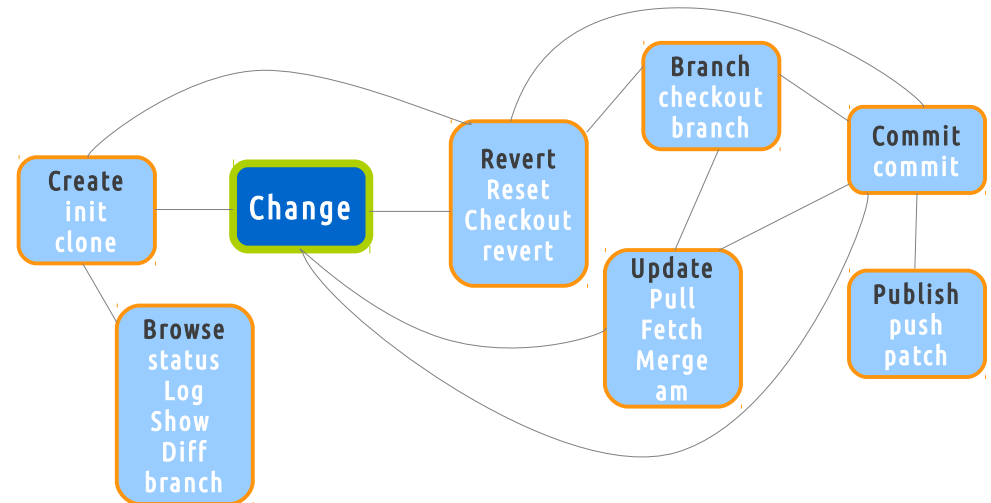 Create
init
clone
Browse
status
Log
Show
Diff
branch
Change
Revert
Reset
Checkout
revert
Branch
checkout
branch
Update
Pull
Fetch
Merge
am
Commit
commit
Publish
push
patch